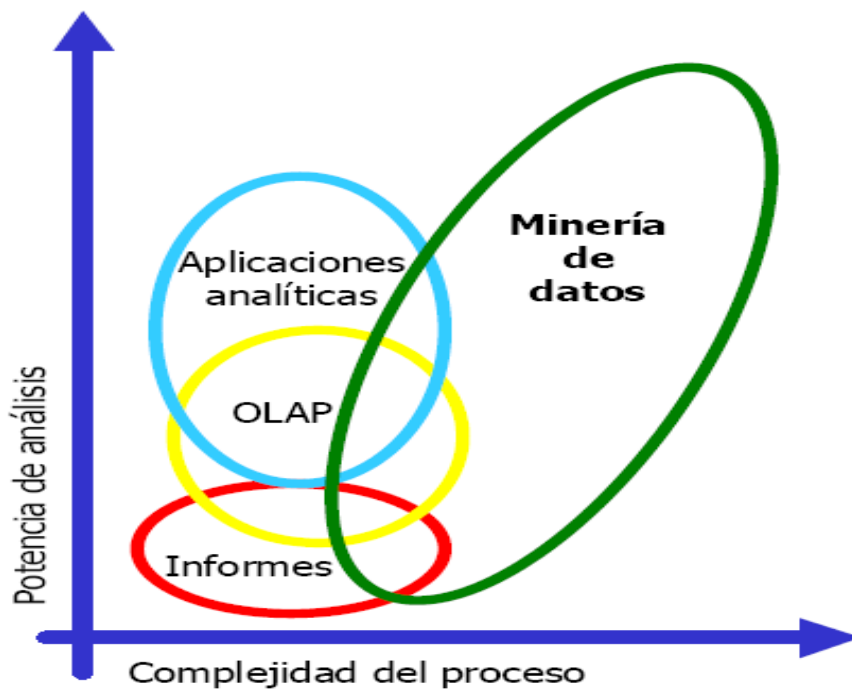 Potencia de análisis
Aplicaciones
analíticas
Minería
de
datos
OLAP
Informes
Complejidad del proceso